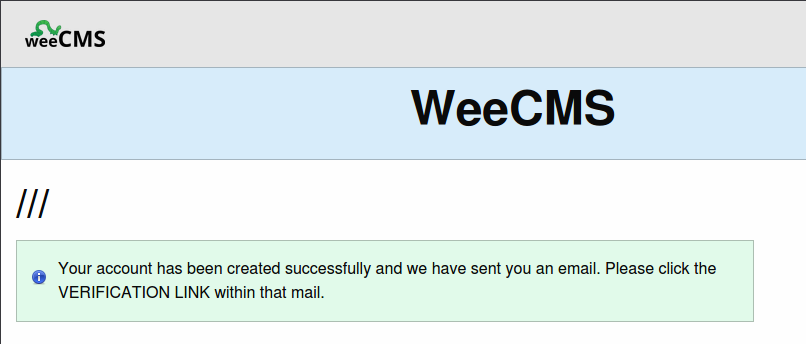 weeCMS
WeeCMS
///
Your account has been created successfully and we have sent you an email. Please click the
VERIFICATION LINK within that mail.